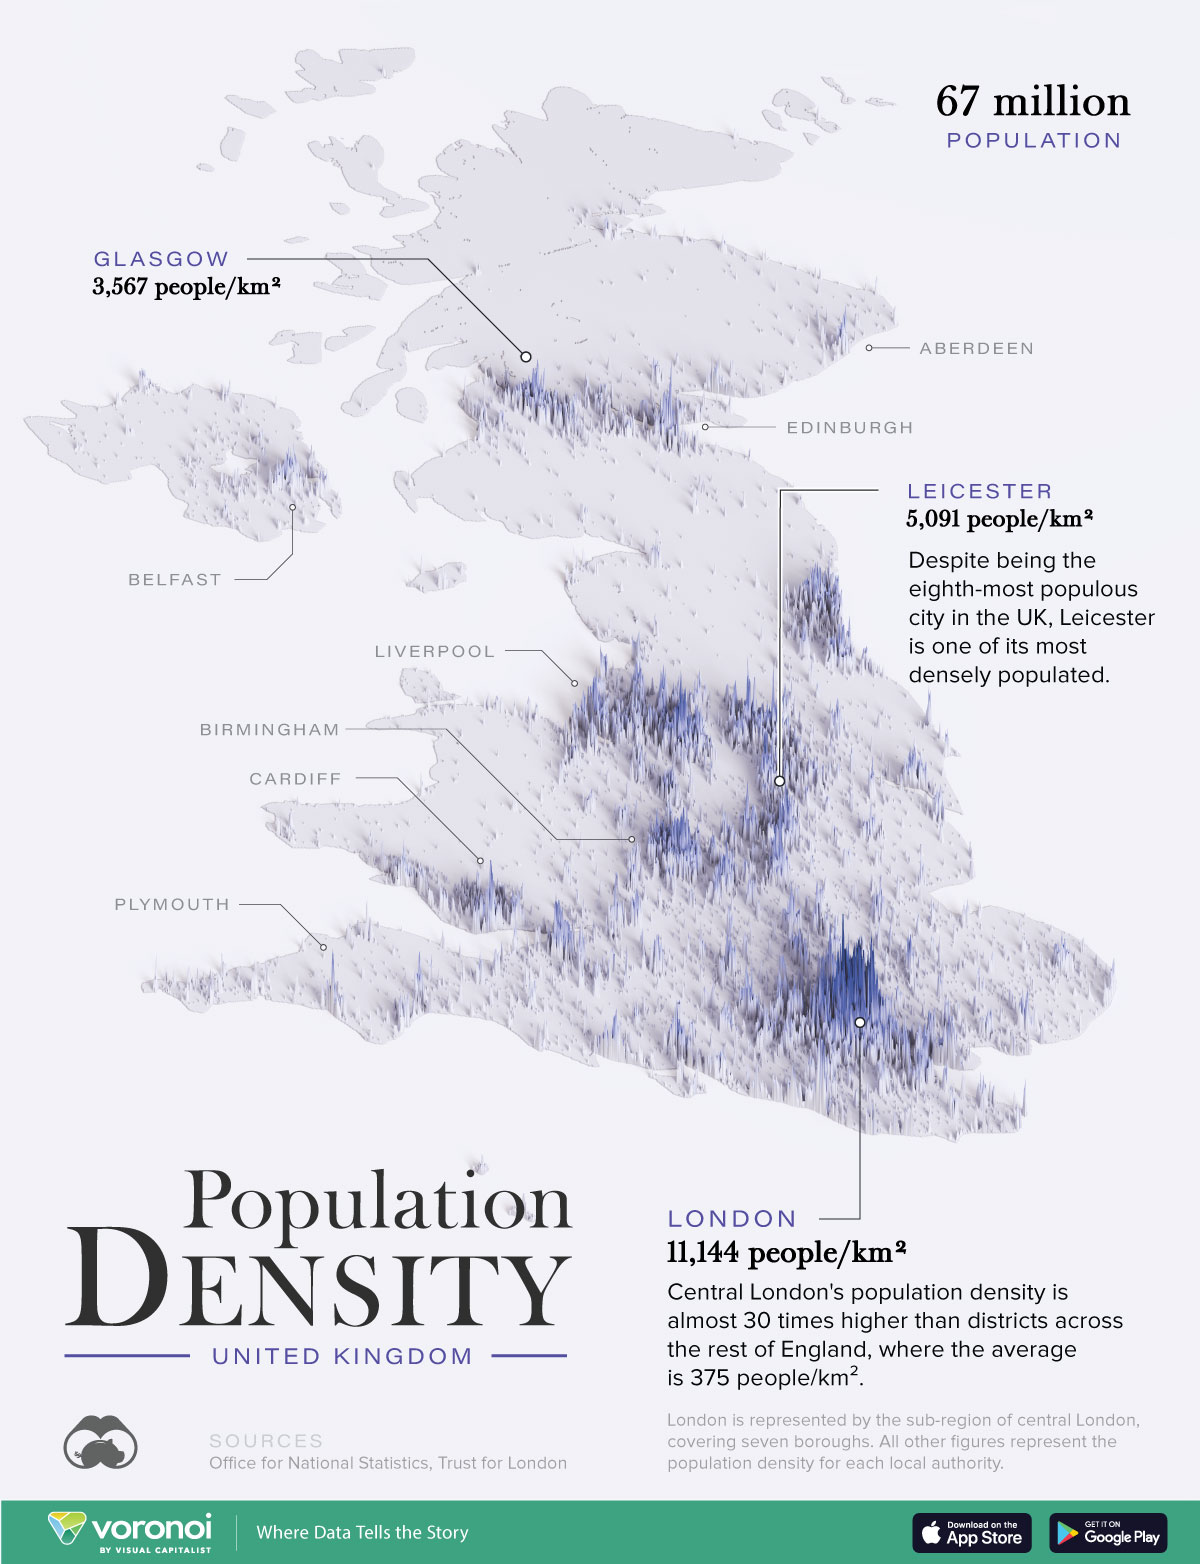 67 million
POPULATION
GLASGOW
3,567 people/km²
ABERDEEN
EDINBURGH
LEICESTER
5,091 people/km²
Despite being the
eighth-most populous
city in the UK, Leicester
is one of its most
densely populated.
BELFAST
LIVERPOOL
BIRMINGHAM
CARDIFF
PLYMOUTH
Population
DENSITY
UNITED KINGDOM
LONDON
11,144 people/km²
Central London's population density is
almost 30 times higher than districts across
the rest of England, where the average
is 375 people/km².
London is represented by the sub-region of central London,
covering seven boroughs. All other figures represent the
population density for each local authority.
SOURCES
Office for National Statistics, Trust for London
voronoi
BY VISUAL CAPITALIST
Where Data Tells the Story
Download on the
App Store
GET IT ON
Google Play